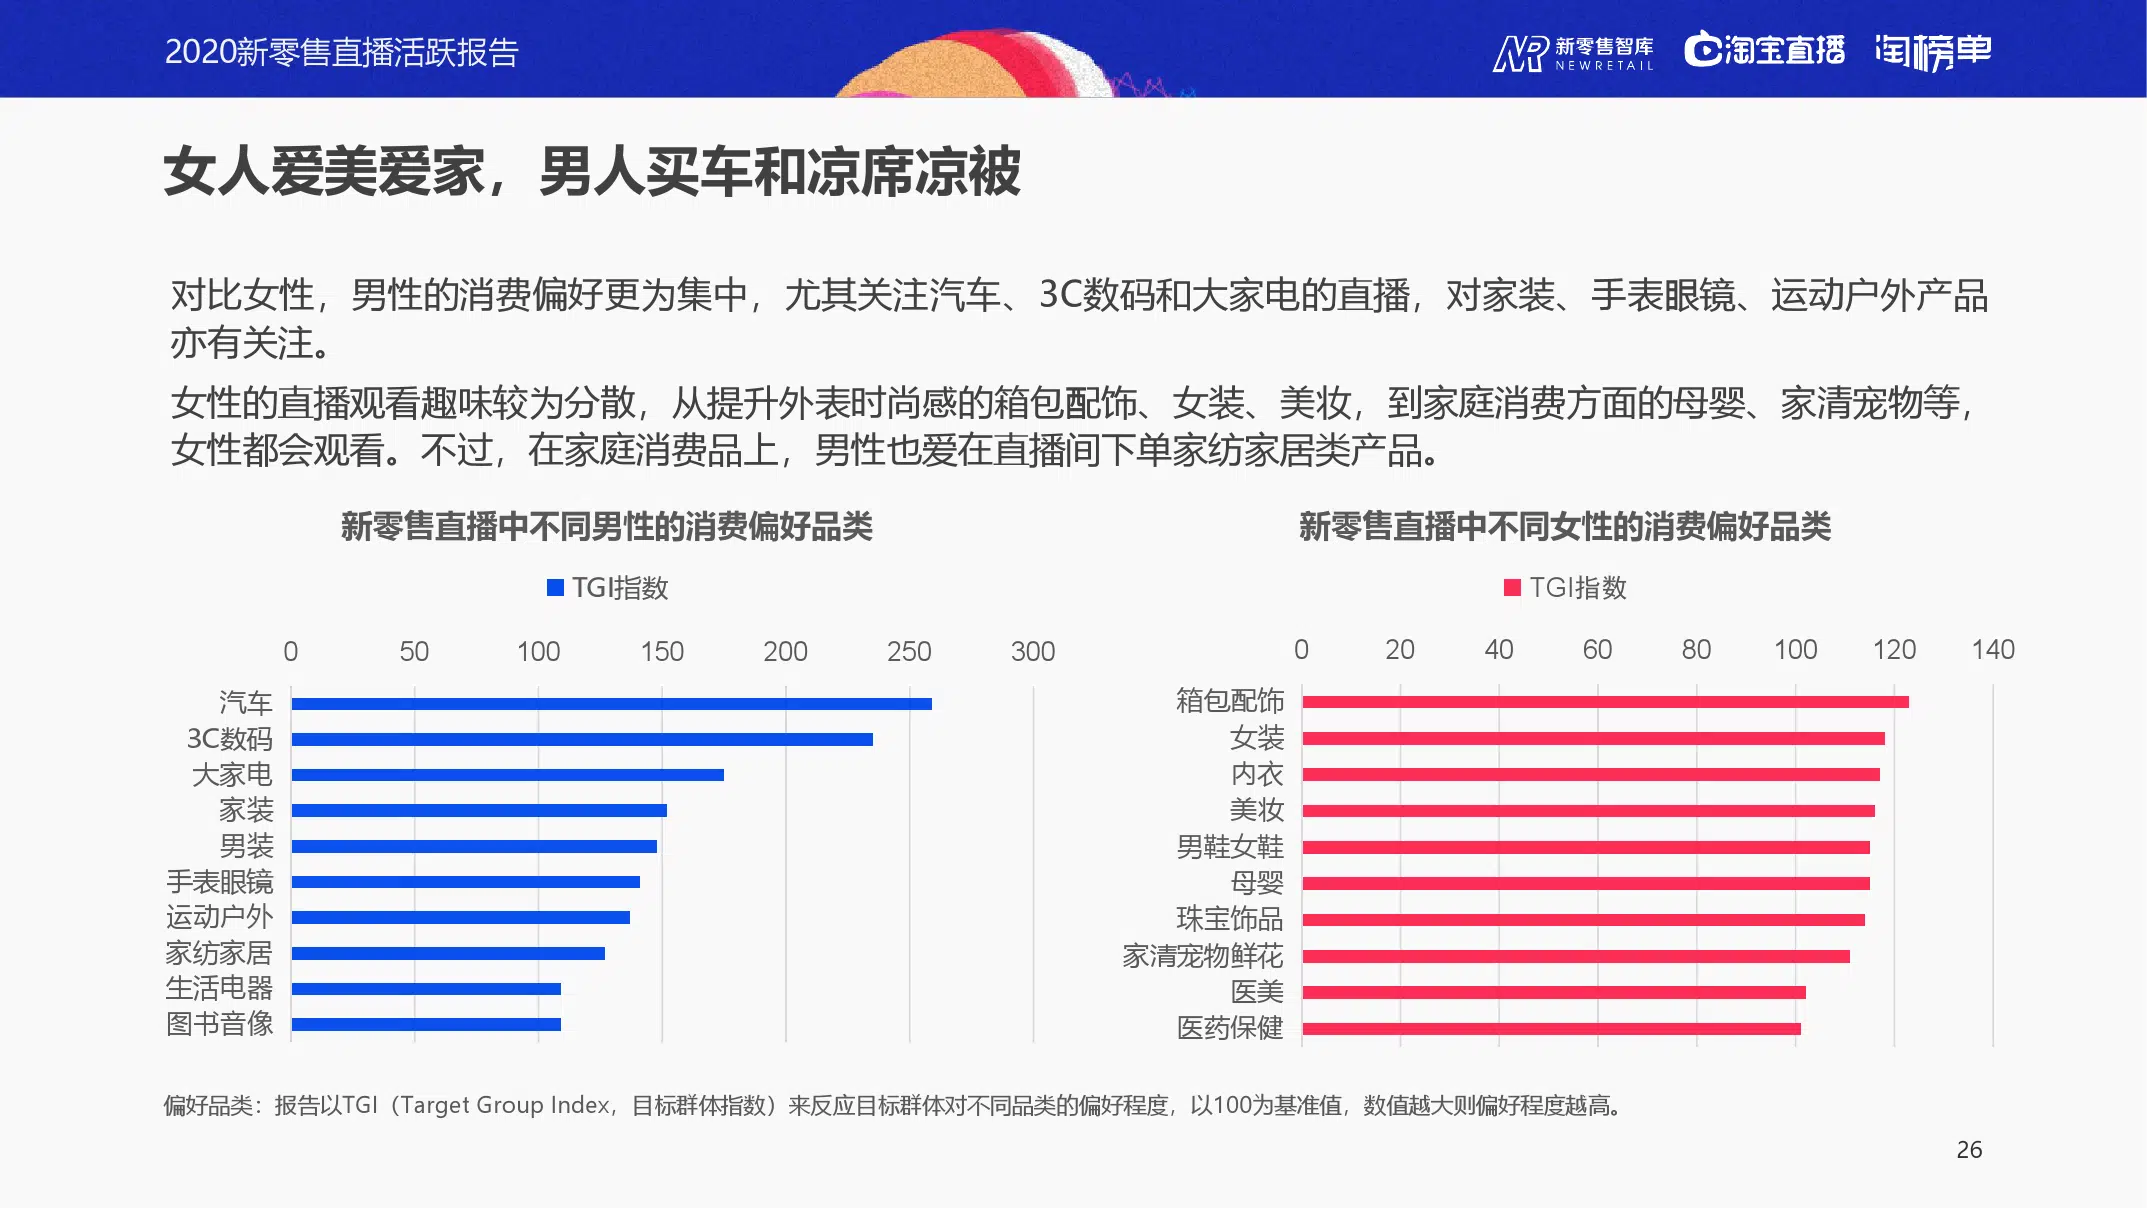 2020新零售直播活跃报告
NR 新零售智库 NEWRETAIL 淘宝直播 淘榜单
女人爱美爱家，男人买车和凉席凉被
对比女性，男性的消费偏好更为集中，尤其关注汽车、3C数码和大家电的直播，对家装、手表眼镜、运动户外产品
亦有关注。
女性的直播观看趣味较为分散，从提升外表时尚感的箱包配饰、女装、美妆，到家庭消费方面的母婴、家清宠物等，
女性都会观看。不过，在家庭消费品上，男性也爱在直播间下单家纺家居类产品。
新零售直播中不同男性的消费偏好品类
TGI指数
0 50 100 150 200 250 300
汽车
3C数码
大家电
家装
男装
手表眼镜
运动户外
家纺家居
生活电器
图书音像
新零售直播中不同女性的消费偏好品类
TGI指数
0 20 40 60 80 100 120 140
箱包配饰
女装
内衣
美妆
男鞋女鞋
母婴
珠宝饰品
家清宠物鲜花
医美
医药保健
偏好品类：报告以TGI（Target Group Index，目标群体指数）来反应目标群体对不同品类的偏好程度，以100为基准值，数值越大则偏好程度越高。
26